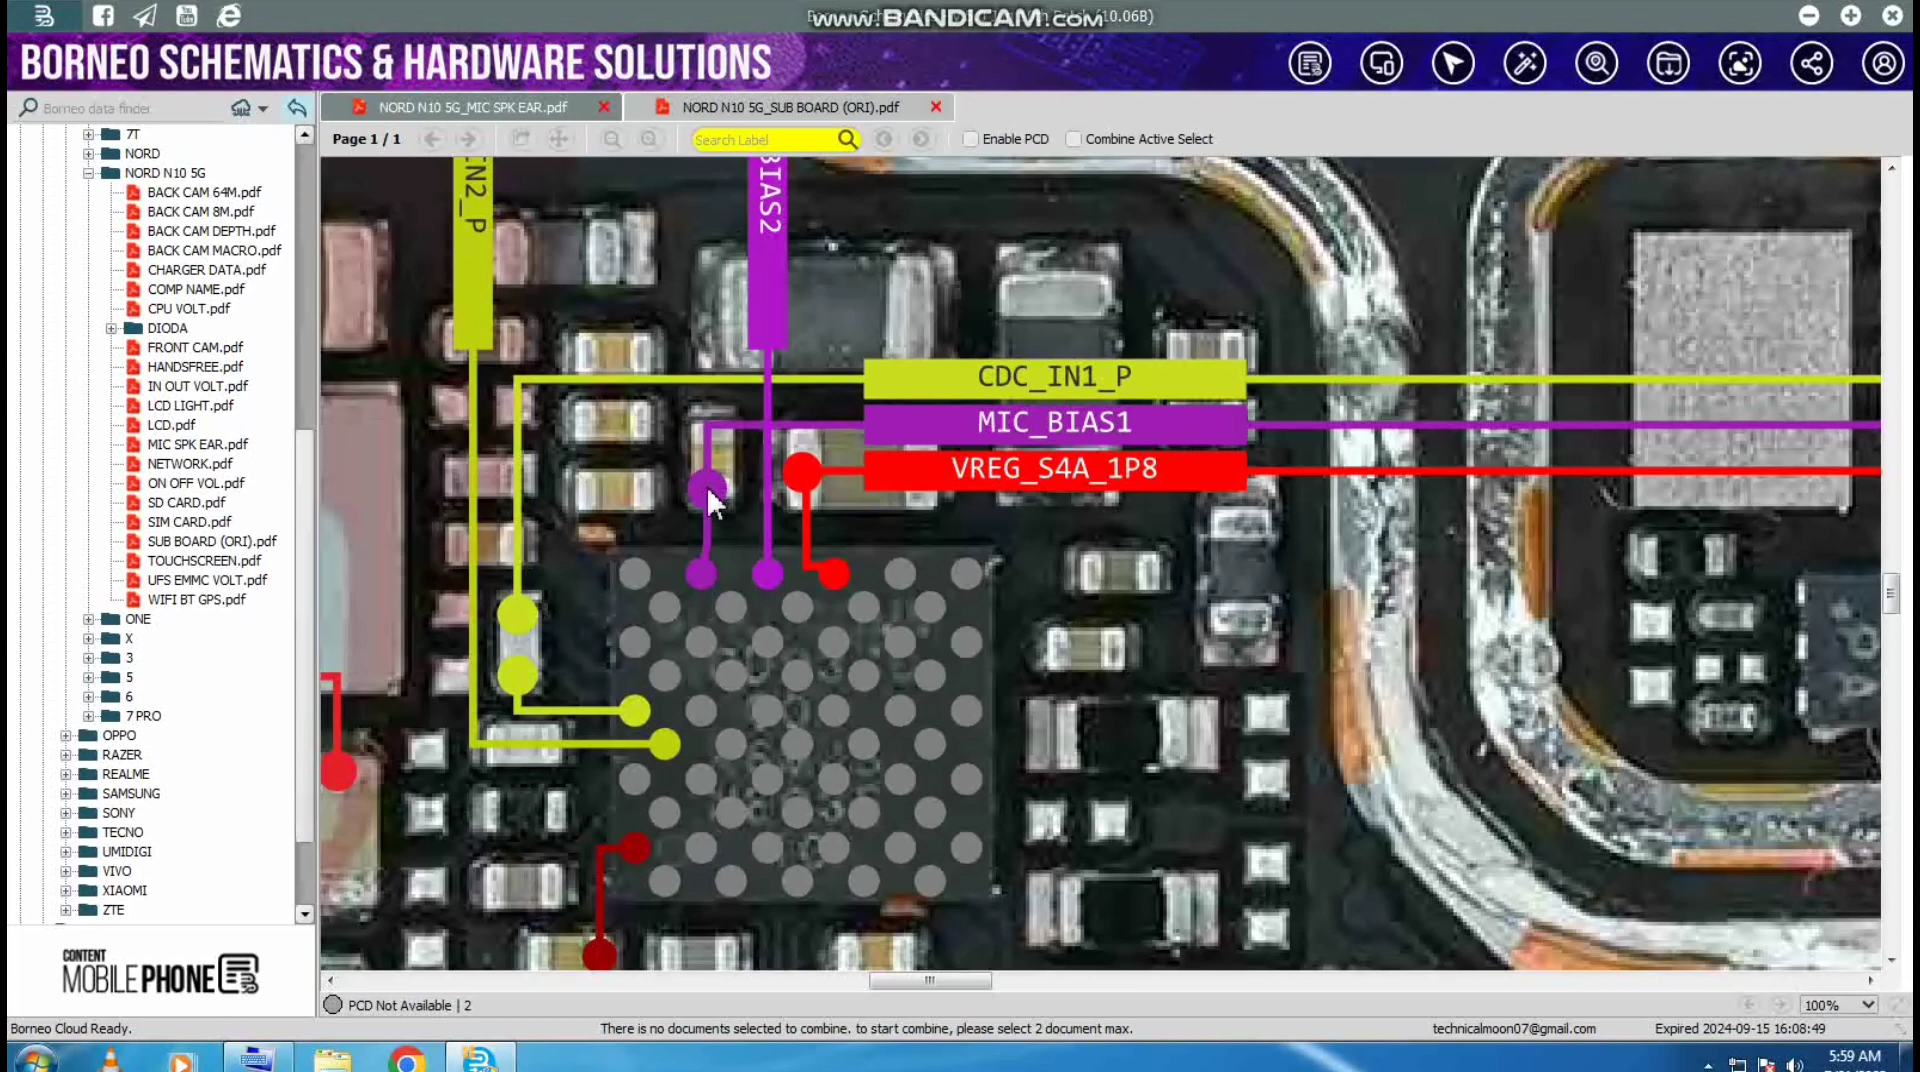 www.BANDICAM.com
(10.06B)
BORNEO SCHEMATICS & HARDWARE SOLUTIONS
Borneo data finder
NORD N10 5G_MIC SPK EAR.pdf
NORD N10 5G_SUB BOARD (ORI).pdf
Page 1 / 1
Search Label
Enable PCD
Combine Active Select
7T
NORD
NORD N10 5G
BACK CAM 64M.pdf
BACK CAM 8M.pdf
BACK CAM DEPTH.pdf
BACK CAM MACRO.pdf
CHARGER DATA.pdf
COMP NAME.pdf
CPU VOLT.pdf
DIODA
FRONT CAM.pdf
HANDSFREE.pdf
IN OUT VOLT.pdf
LCD LIGHT.pdf
LCD.pdf
MIC SPK EAR.pdf
NETWORK.pdf
ON OFF VOL.pdf
SD CARD.pdf
SIM CARD.pdf
SUB BOARD (ORI).pdf
TOUCHSCREEN.pdf
UFS EMMC VOLT.pdf
WIFI BT GPS.pdf
ONE
X
3
5
6
7 PRO
OPPO
RAZER
REALME
SAMSUNG
SONY
TECNO
UMIDIGI
VIVO
XIAOMI
ZTE
IN2_P
BIAS2
CDC_IN1_P
MIC_BIAS1
VREG_S4A_1P8
CONTENT
MOBILE PHONE
PCD Not Available | 2
100%
Borneo Cloud Ready.
There is no documents selected to combine. to start combine, please select 2 document max.
technicalmoon07@gmail.com
Expired 2024-09-15 16:08:49
5:59 AM